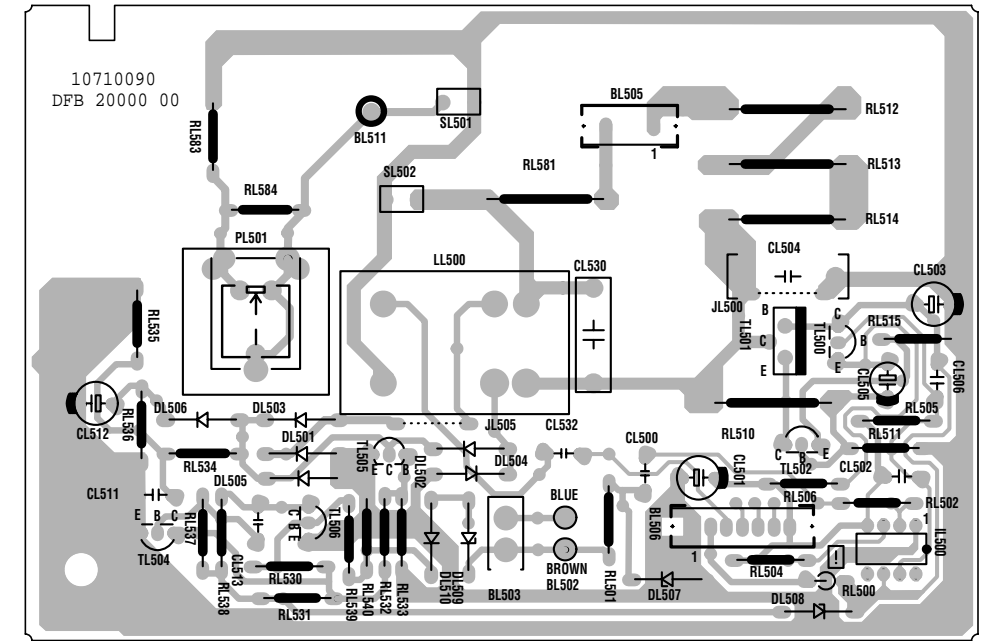 10710090
DFB 20000 00
BL505
RL512
SL501
BL511
RL583
1
RL581
RL513
SL502
RL584
RL514
PL501
CL504
LL500
CL530
CL503
JL500
B
C
TL501
TL500
RL515
RL535
C
B
E
E
CL505
CL506
DL506
DL503
RL505
CL512
RL536
JL505
CL532
DL501
RL510
RL511
TL505
E
C
B
DL502
DL504
CL500
C
B
E
RL534
TL502
CL502
CL501
DL505
RL506
CL511
BLUE
RL502
E
B
C
RL537
C
B
E
TL506
BL506
1
IL500
TL504
1
RL504
CL513
RL530
BROWN
BL502
RL501
RL500
RL538
RL531
RL539
RL540
RL532
RL533
DL510
DL509
BL503
DL507
DL508